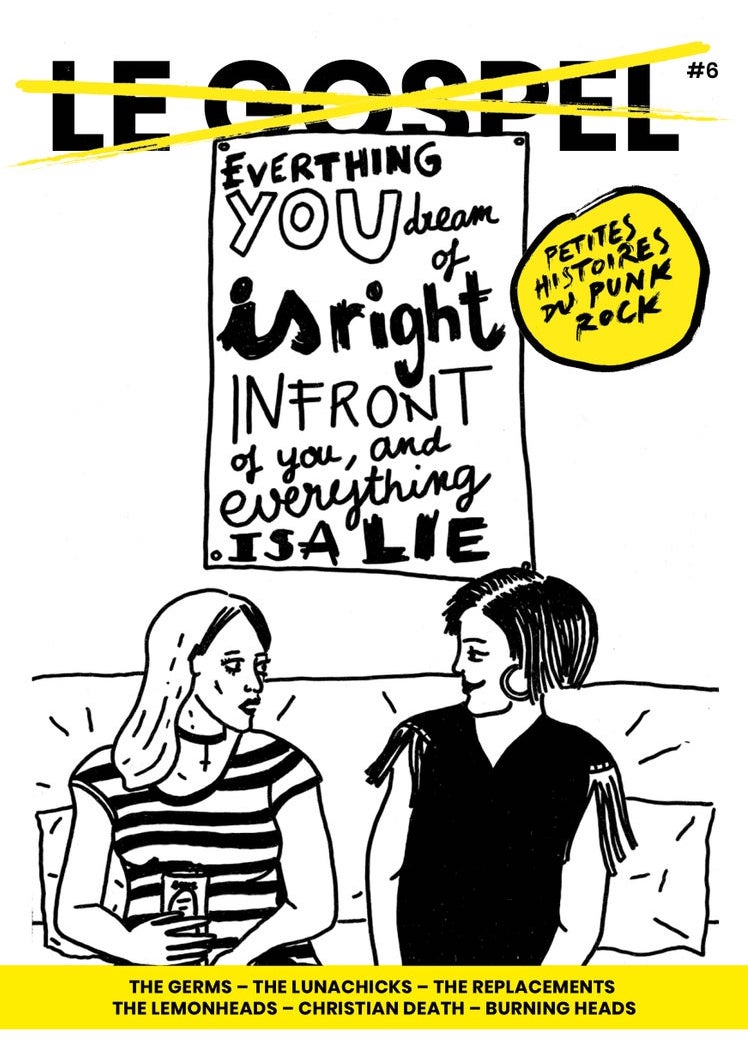 LE GOSPEL
#6
EVERTHING
YOU dream
of
is right
INFRONT
of you, and
everything
IS A LIE
PETITES
HISTOIRES
DU PUNK
ROCK
THE GERMS – THE LUNACHICKS – THE REPLACEMENTS
THE LEMONHEADS – CHRISTIAN DEATH – BURNING HEADS